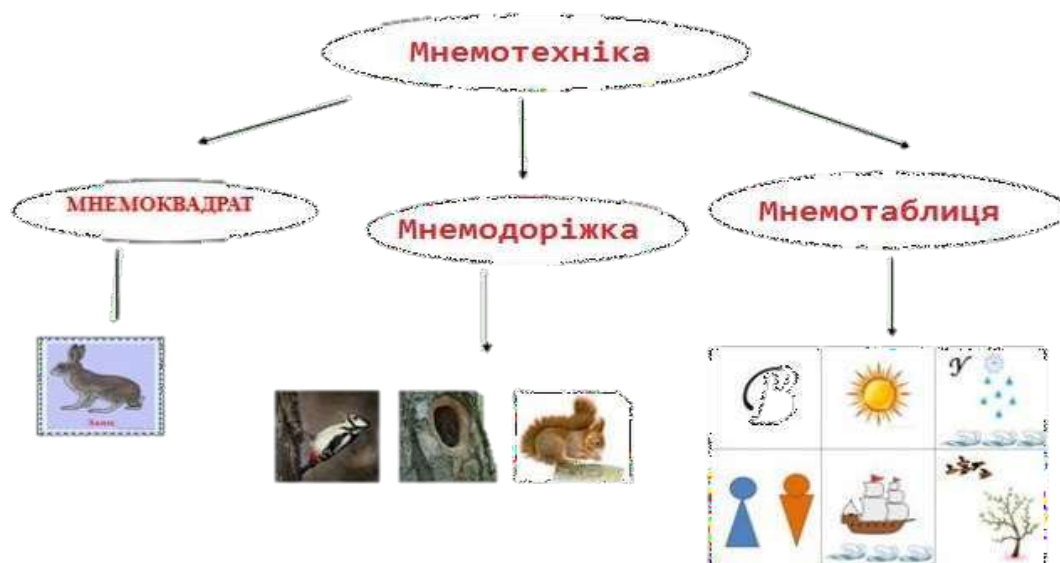 Мнемотехніка
МНЕМОКВАДРАТ
Мнемодоріжка
Мнемотаблиця
В
У